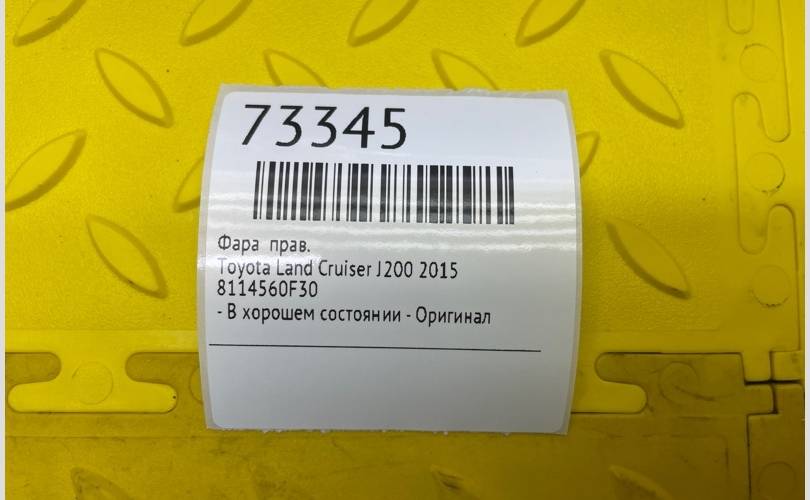 73345
Фара прав.
Toyota Land Cruiser J200 2015
8114560F30
- В хорошем состоянии - Оригинал